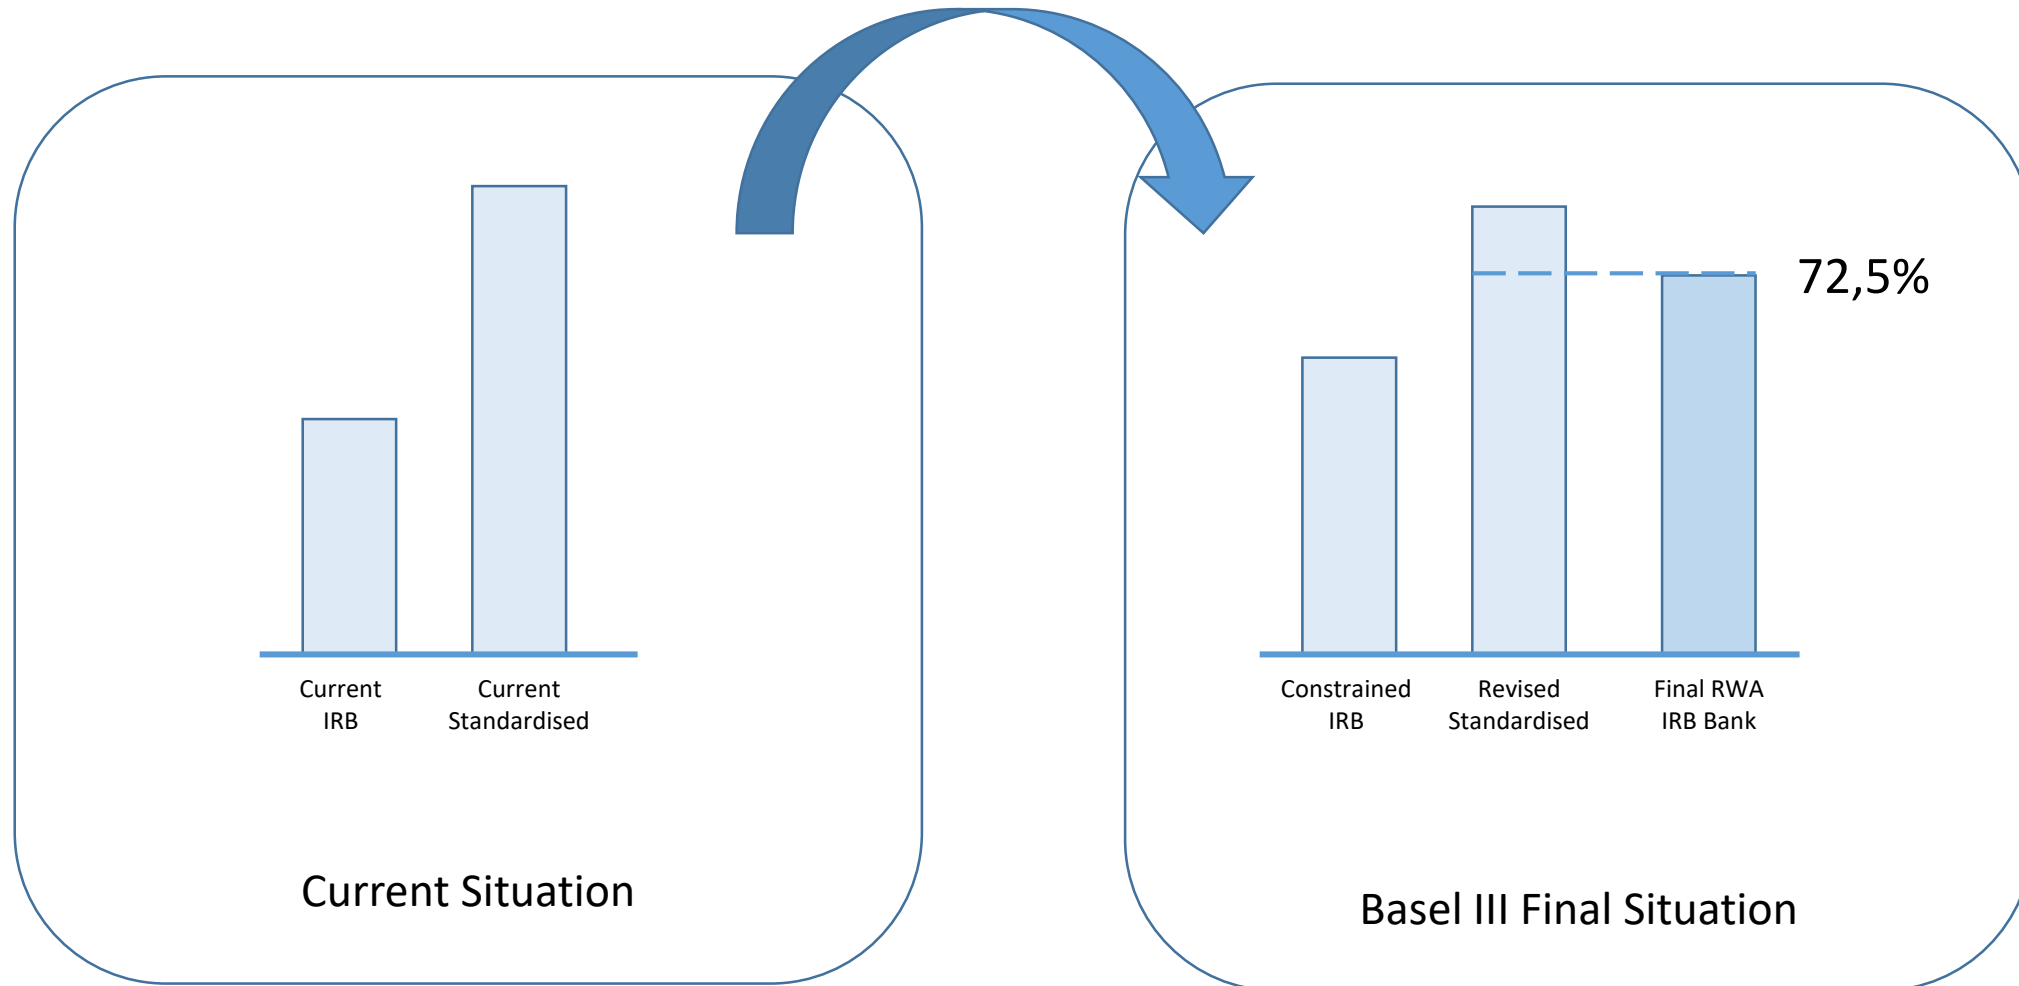 Current
IRB
Current
Standardised
Current Situation
72,5%
Constrained
IRB
Revised
Standardised
Final RWA
IRB Bank
Basel III Final Situation